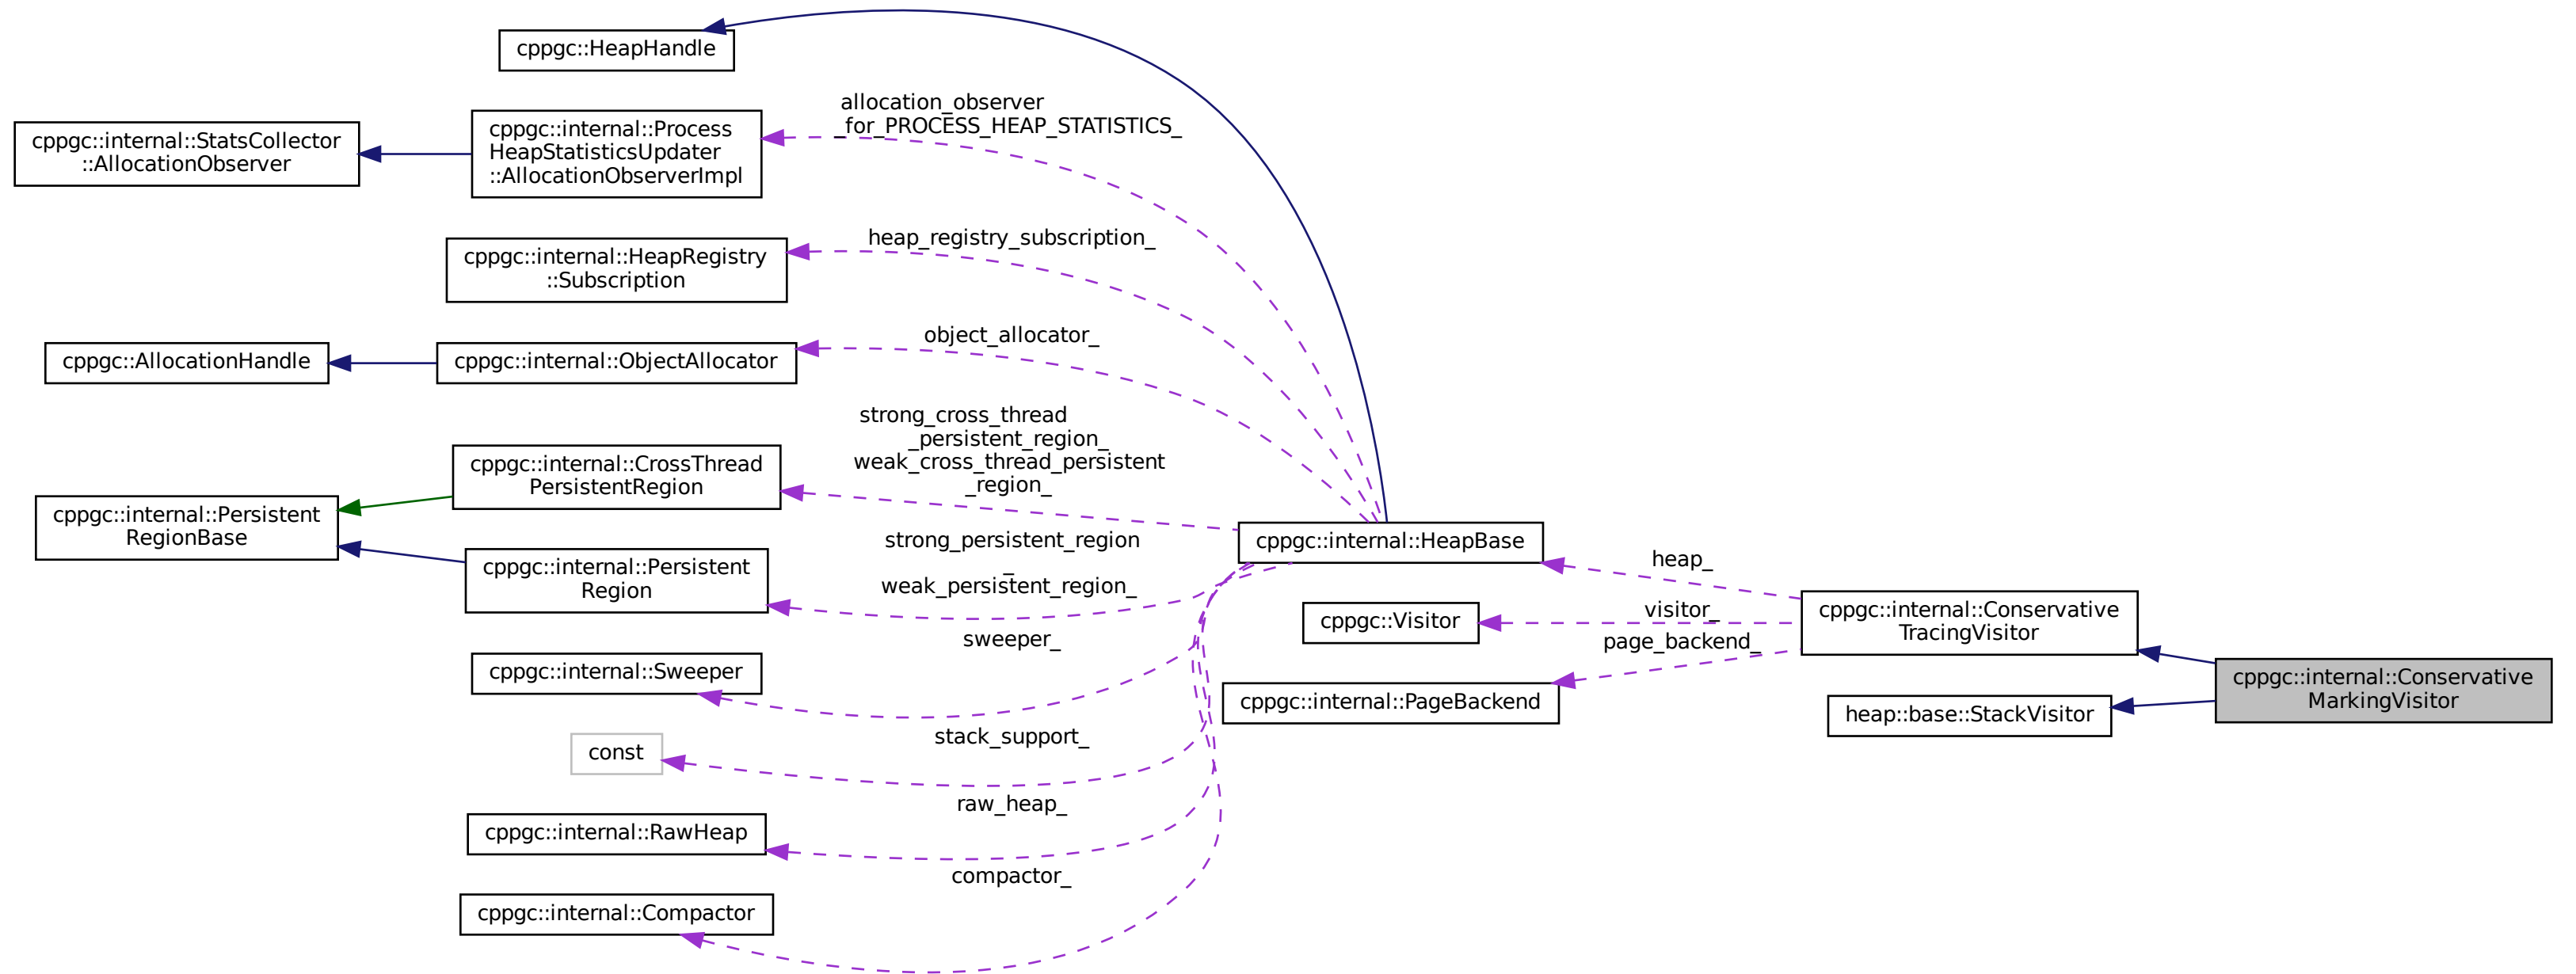 cppgc::HeapHandle
allocation_observer
_for_PROCESS_HEAP_STATISTICS_
cppgc::internal::StatsCollector
::AllocationObserver
cppgc::internal::Process
HeapStatisticsUpdater
::AllocationObserverImpl
heap_registry_subscription_
cppgc::internal::HeapRegistry
::Subscription
object_allocator_
cppgc::AllocationHandle
cppgc::internal::ObjectAllocator
strong_cross_thread
_persistent_region_
weak_cross_thread_persistent
_region_
cppgc::internal::CrossThread
PersistentRegion
cppgc::internal::Persistent
RegionBase
cppgc::internal::Persistent
Region
strong_persistent_region
_
weak_persistent_region_
cppgc::internal::HeapBase
heap_
cppgc::Visitor
visitor_
cppgc::internal::Conservative
TracingVisitor
page_backend_
cppgc::internal::PageBackend
cppgc::internal::Conservative
MarkingVisitor
heap::base::StackVisitor
sweeper_
cppgc::internal::Sweeper
stack_support_
const
raw_heap_
cppgc::internal::RawHeap
compactor_
cppgc::internal::Compactor